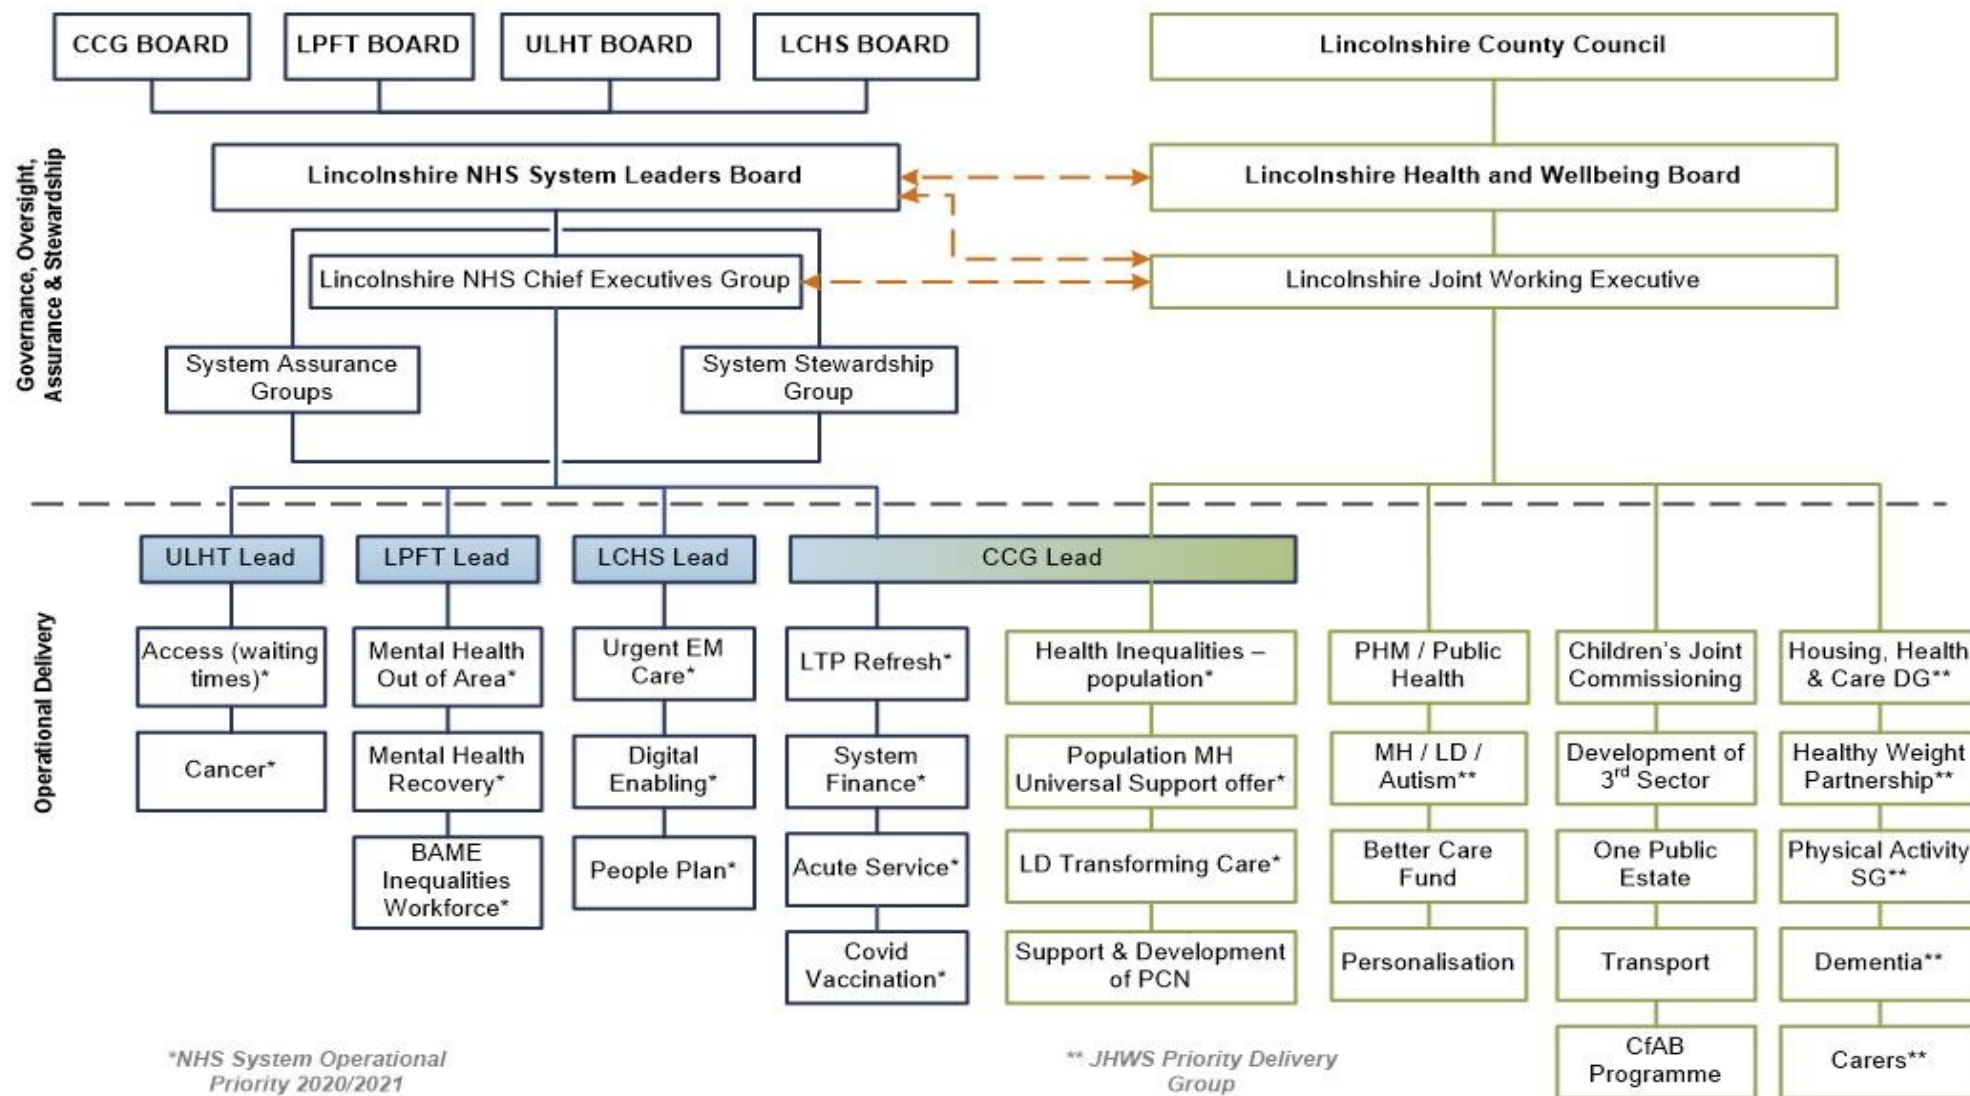 CCG BOARD
LPFT BOARD
ULHT BOARD
LCHS BOARD
Lincolnshire County Council
Governance, Oversight,
Assurance & Stewardship
Lincolnshire NHS System Leaders Board
Lincolnshire Health and Wellbeing Board
Lincolnshire NHS Chief Executives Group
Lincolnshire Joint Working Executive
System Assurance
Groups
System Stewardship
Group
Operational Delivery
ULHT Lead
LPFT Lead
LCHS Lead
CCG Lead
Access (waiting
times)*
Cancer*
Mental Health
Out of Area*
Mental Health
Recovery*
BAME
Inequalities
Workforce*
Urgent EM
Care*
Digital
Enabling*
People Plan*
LTP Refresh*
System
Finance*
Acute Service*
Covid
Vaccination*
Health Inequalities –
population*
Population MH
Universal Support offer*
LD Transforming Care*
Support & Development
of PCN
PHM / Public
Health
MH / LD /
Autism**
Better Care
Fund
Personalisation
Children's Joint
Commissioning
Development of
3rd Sector
One Public
Estate
Transport
CfAB
Programme
Housing, Health
& Care DG**
Healthy Weight
Partnership**
Physical Activity
SG**
Dementia**
Carers**
*NHS System Operational
Priority 2020/2021
** JHWS Priority Delivery
Group